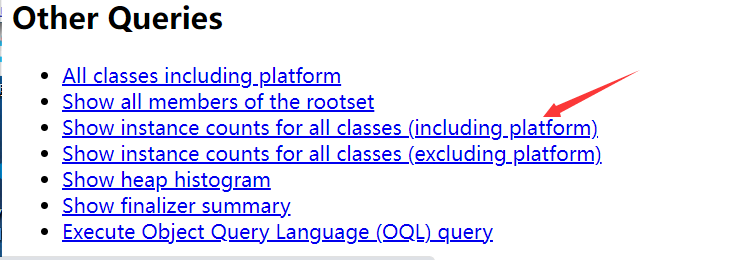 Other Queries
All classes including platform
Show all members of the rootset
Show instance counts for all classes (including platform)
Show instance counts for all classes (excluding platform)
Show heap histogram
Show finalizer summary
Execute Object Query Language (OQL) query